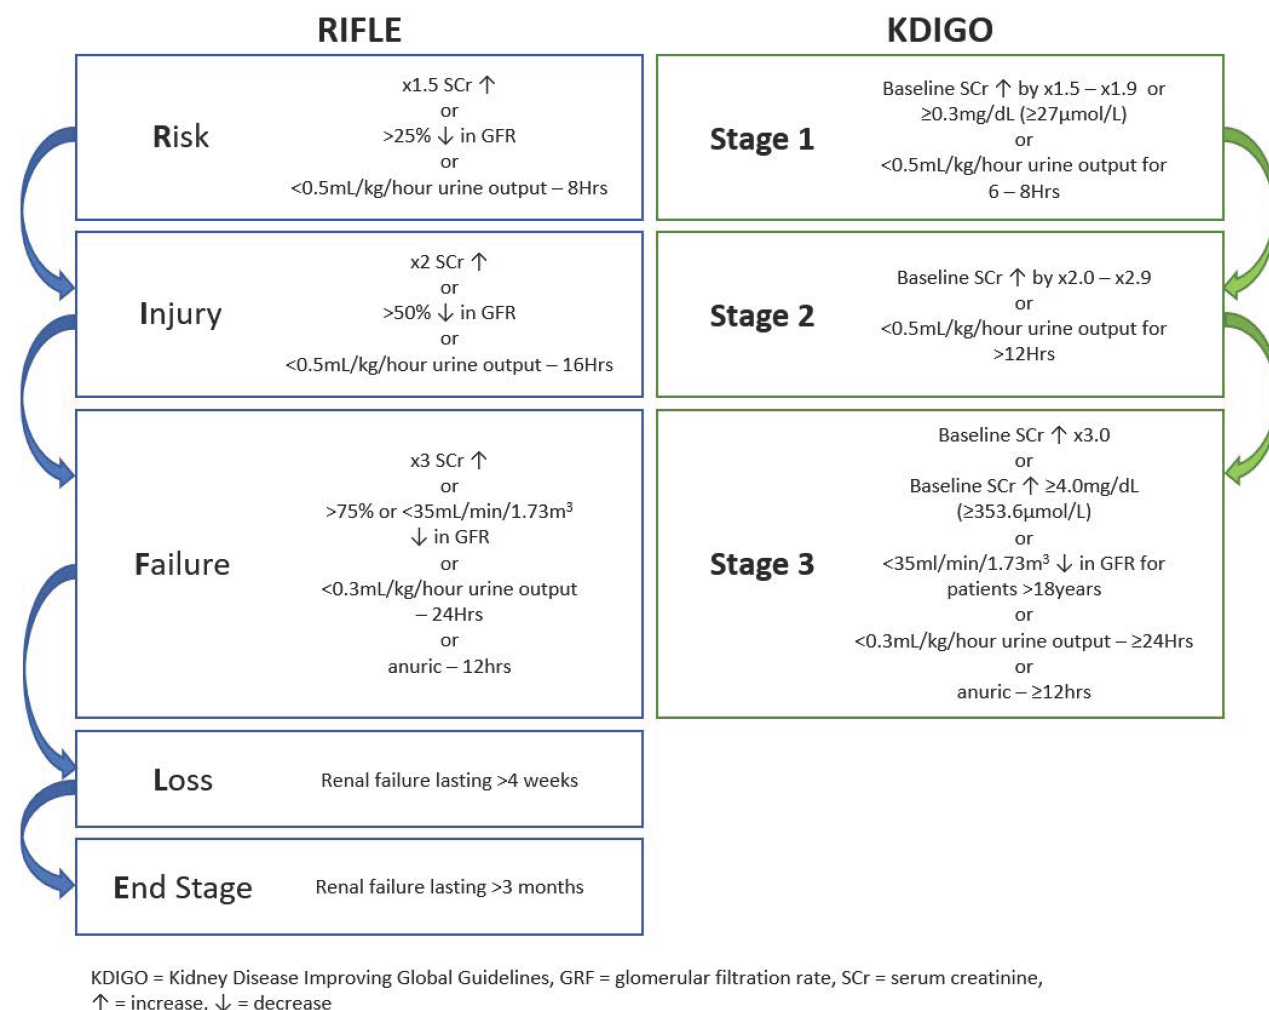 RIFLE
Risk
x1.5 SCr ↑
or
>25% ↓ in GFR
or
<0.5mL/kg/hour urine output – 8Hrs
Injury
x2 SCr ↑
or
>50% ↓ in GFR
or
<0.5mL/kg/hour urine output – 16Hrs
Failure
x3 SCr ↑
or
>75% or <35mL/min/1.73m³
↓ in GFR
or
<0.3mL/kg/hour urine output
– 24Hrs
or
anuric – 12hrs
Loss
Renal failure lasting >4 weeks
End Stage
Renal failure lasting >3 months
KDIGO
Stage 1
Baseline SCr ↑ by x1.5 – x1.9 or
≥0.3mg/dL (≥27µmol/L)
or
<0.5mL/kg/hour urine output for
6 – 8Hrs
Stage 2
Baseline SCr ↑ by x2.0 – x2.9
or
<0.5mL/kg/hour urine output for
>12Hrs
Stage 3
Baseline SCr ↑ x3.0
or
Baseline SCr ↑ ≥4.0mg/dL
(≥353.6µmol/L)
or
<35ml/min/1.73m³ ↓ in GFR for
patients >18years
or
<0.3mL/kg/hour urine output – ≥24Hrs
or
anuric – ≥12hrs
KDIGO = Kidney Disease Improving Global Guidelines, GRF = glomerular filtration rate, SCr = serum creatinine,
↑ = increase, ↓ = decrease